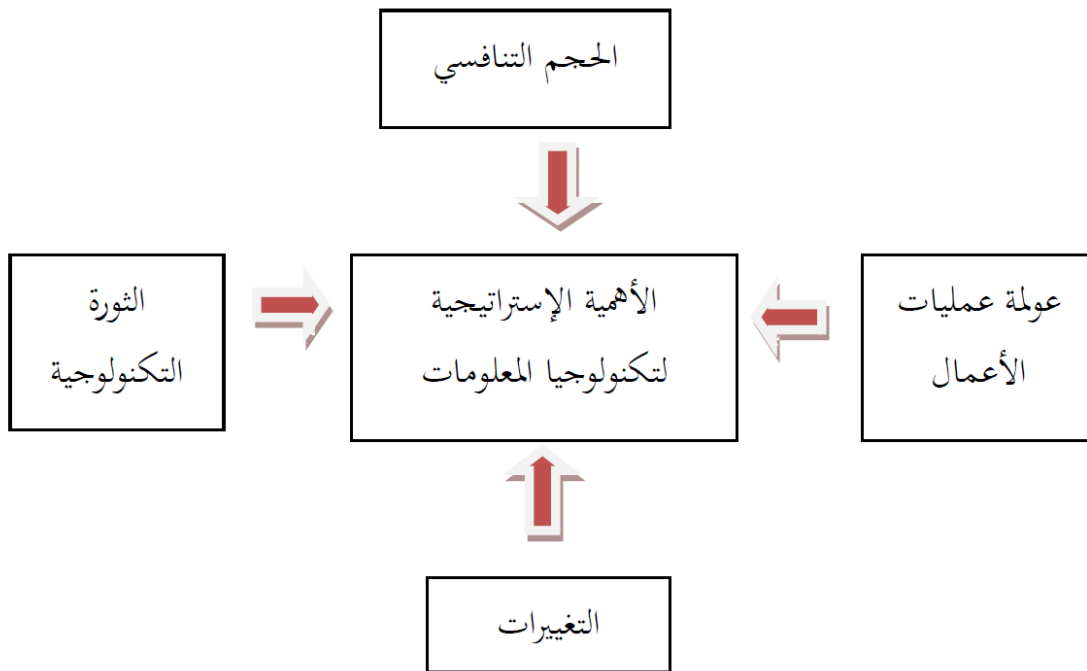 الحجم التنافسي
عولمة عمليات
الأعمال
الأهمية الإستراتيجية
لتكنولوجيا المعلومات
الثورة
التكنولوجية
التغييرات